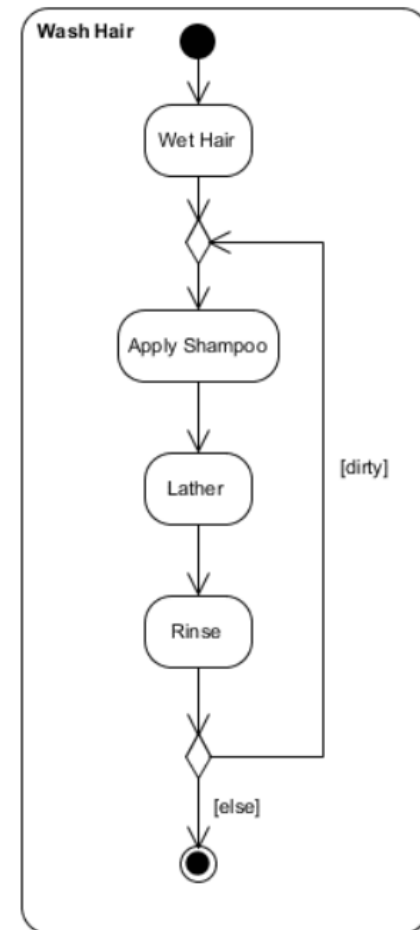 Wash Hair
Wet Hair
Apply Shampoo
[dirty]
Lather
Rinse
[else]